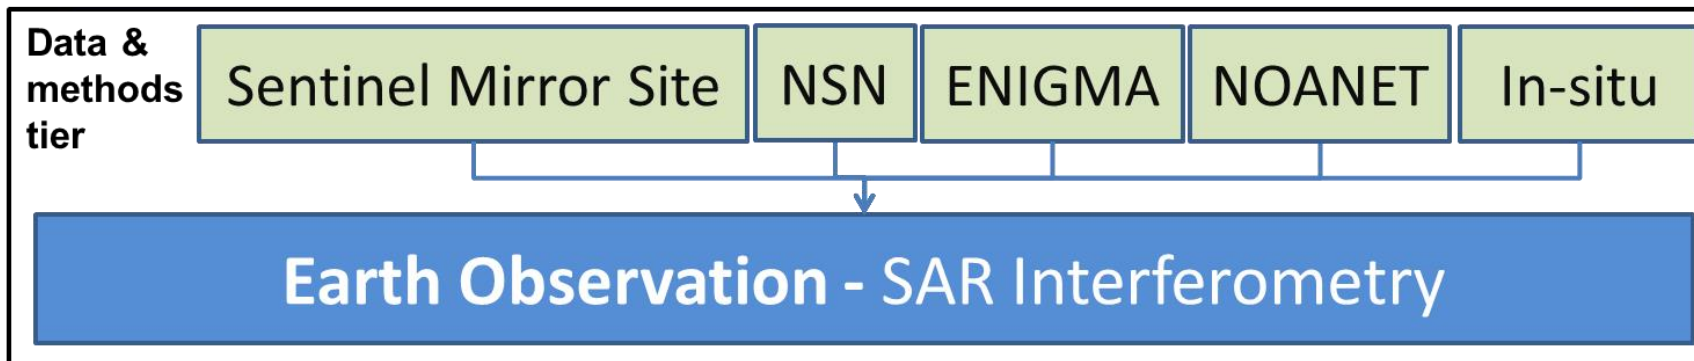 Data &
methods
tier
Sentinel Mirror Site
NSN
ENIGMA
NOANET
In-situ
Earth Observation - SAR Interferometry